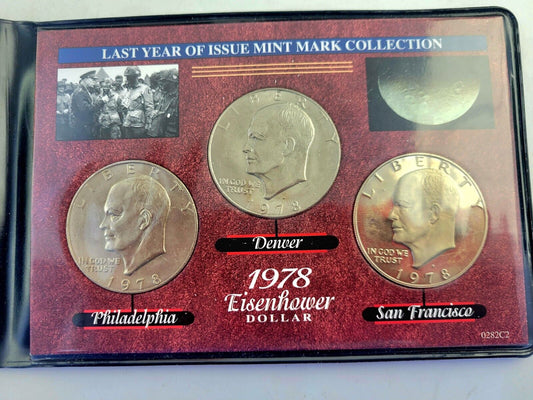 LAST YEAR OF ISSUE MINT MARK COLLECTION
LIBERTY
IN GOD WE
TRUST
1978
Denver
LIBERTY
IN GOD WE
TRUST
1978
Philadelphia
LIBERTY
IN GOD WE
TRUST
1978
San Francisco
1978
Eisenhower
DOLLAR
0282C2